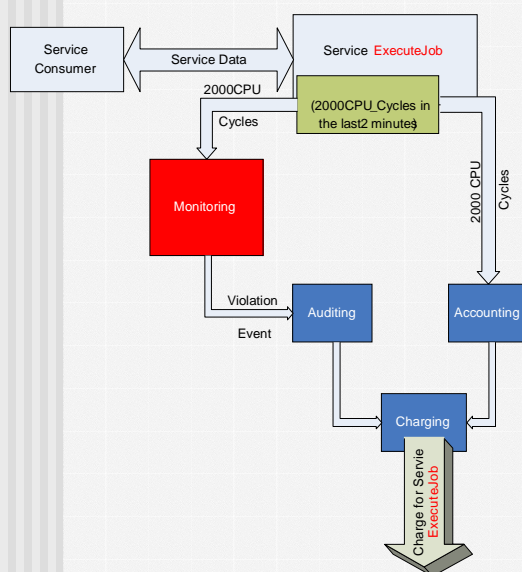 Service
Consumer
Service Data
Service ExecuteJob
2000CPU
Cycles
(2000CPU_Cycles in
the last2 minutes)
2000 CPU
Cycles
Monitoring
Violation
Event
Auditing
Accounting
Charging
Charge for Servie
ExecuteJob